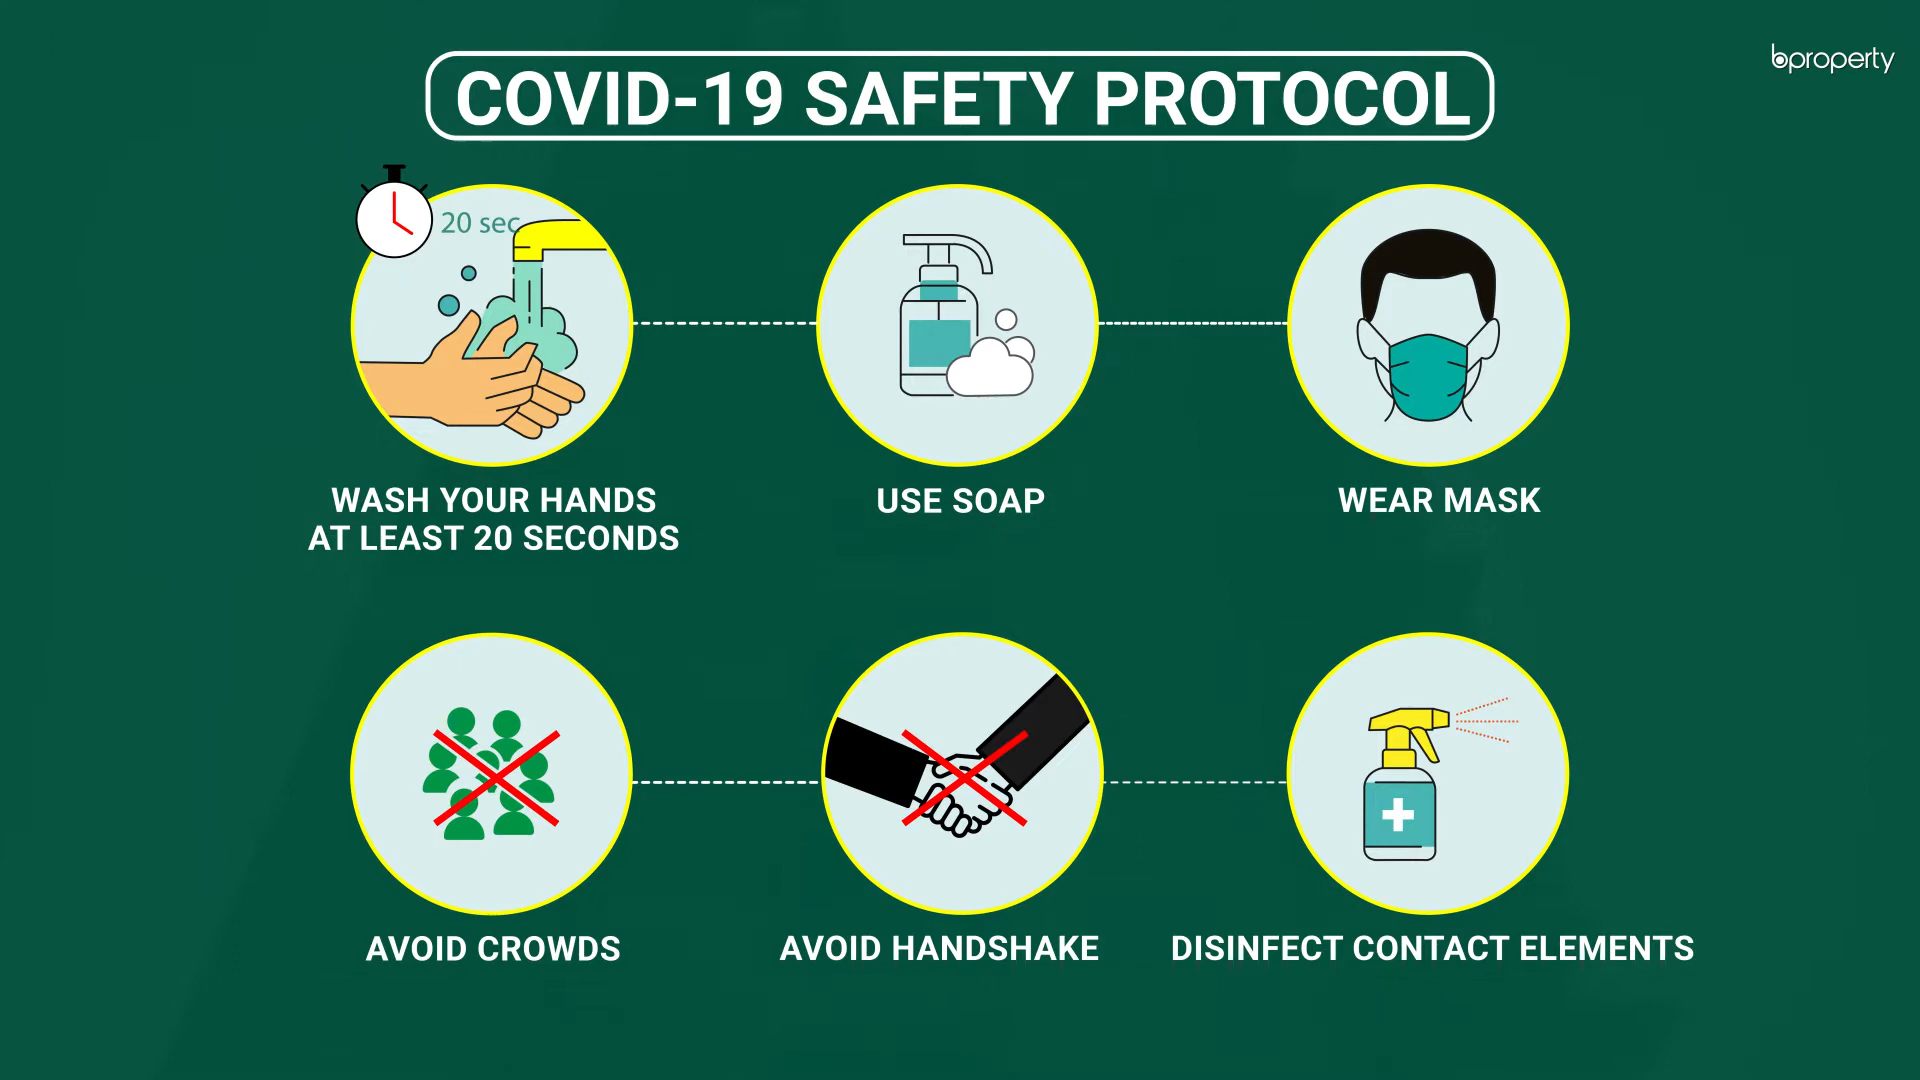 COVID-19 SAFETY PROTOCOL
bproperty
20 sec
WASH YOUR HANDS
AT LEAST 20 SECONDS
USE SOAP
WEAR MASK
AVOID CROWDS
AVOID HANDSHAKE
DISINFECT CONTACT ELEMENTS